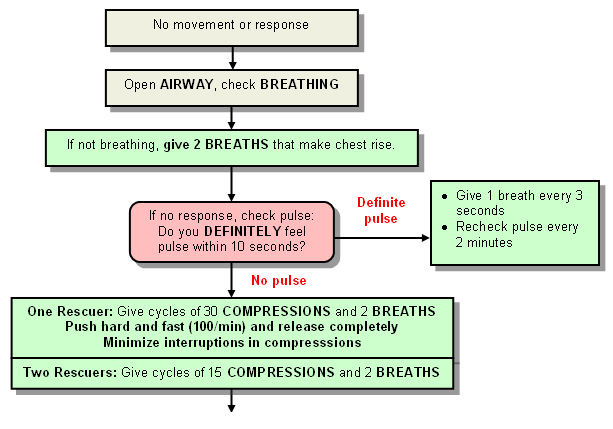 No movement or response
Open AIRWAY, check BREATHING
If not breathing, give 2 BREATHS that make chest rise.
If no response, check pulse:
Do you DEFINITELY feel
pulse within 10 seconds?
Definite
pulse
• Give 1 breath every 3
seconds
• Recheck pulse every
2 minutes
No pulse
One Rescuer: Give cycles of 30 COMPRESSIONS and 2 BREATHS
Push hard and fast (100/min) and release completely
Minimize interruptions in compresssions
Two Rescuers: Give cycles of 15 COMPRESSIONS and 2 BREATHS